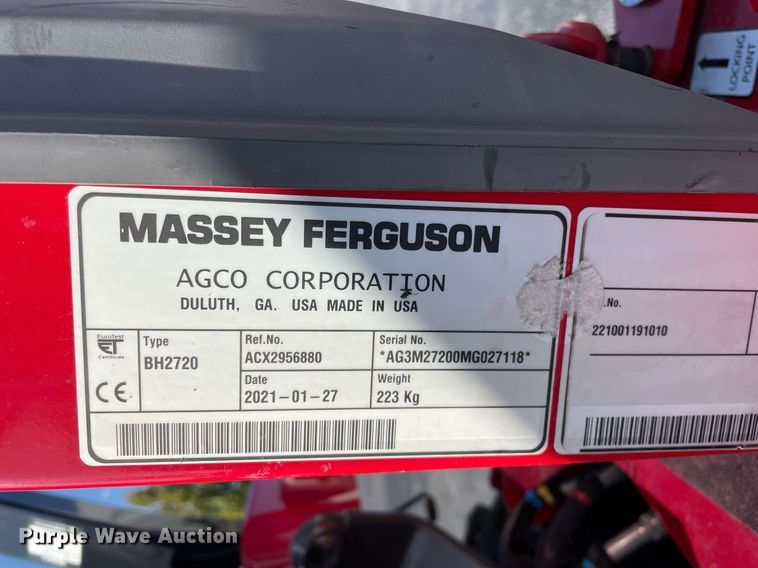 LOCKING
POINT
MASSEY FERGUSON
AGCO CORPORATION
DULUTH, GA. USA MADE IN USA
EuroTest
ET
Certificate
CE
Type
BH2720
Ref.No.
ACX2956880
Serial No.
*AG3M27200MG027118*
Date
2021-01-27
Weight
223 Kg
.No.
221001191010
Purple Wave Auction